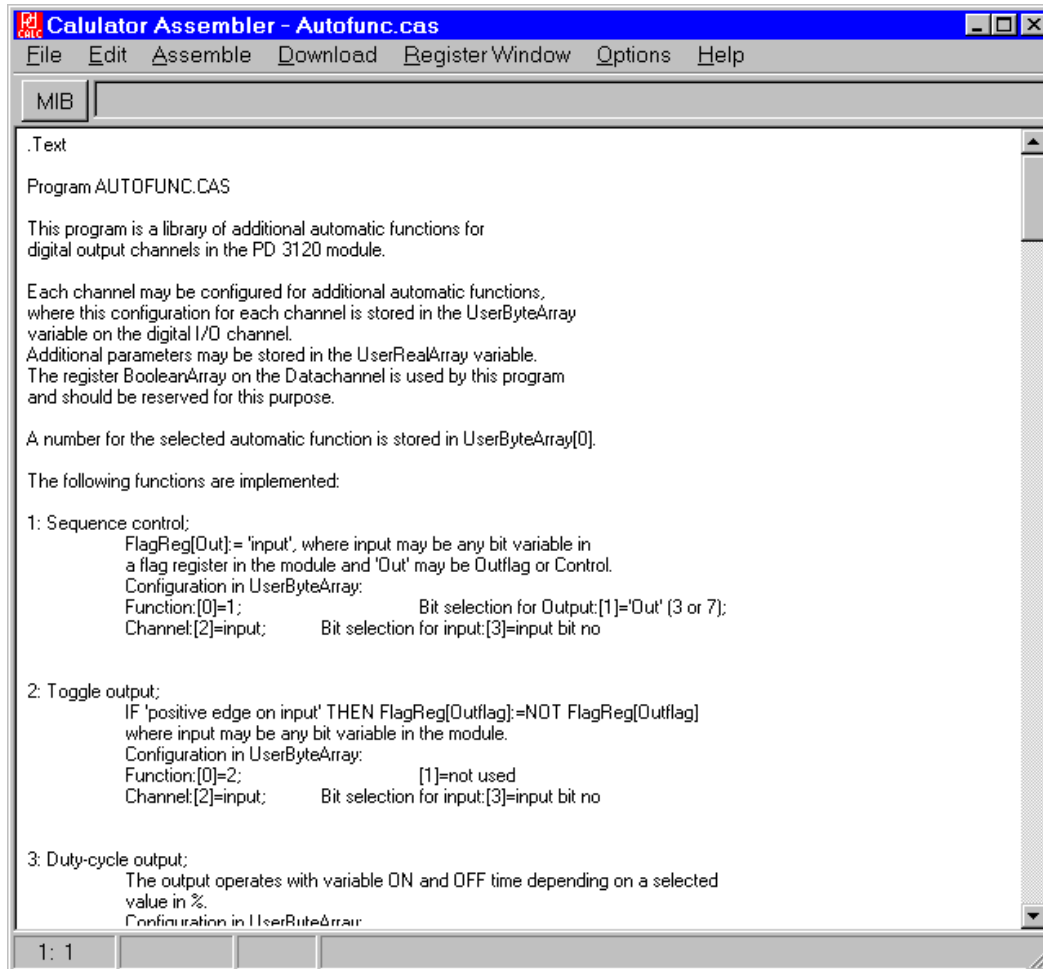 Calulator Assembler - Autofunc.cas
File Edit Assemble Download Register Window Options Help
MIB
.Text
Program AUTOFUNC.CAS
This program is a library of additional automatic functions for
digital output channels in the PD 3120 module.
Each channel may be configured for additional automatic functions,
where this configuration for each channel is stored in the UserByteArray
variable on the digital I/O channel.
Additional parameters may be stored in the UserRealArray variable.
The register BooleanArray on the Datachannel is used by this program
and should be reserved for this purpose.
A number for the selected automatic function is stored in UserByteArray[0].
The following functions are implemented:
1: Sequence control;
FlagReg[Out]:= 'input', where input may be any bit variable in
a flag register in the module and 'Out' may be Outflag or Control.
Configuration in UserByteArray:
Function:[0]=1; Bit selection for Output:[1]='Out' (3 or 7);
Channel:[2]=input; Bit selection for input:[3]=input bit no
2: Toggle output;
IF 'positive edge on input' THEN FlagReg[Outflag]:=NOT FlagReg[Outflag]
where input may be any bit variable in the module.
Configuration in UserByteArray:
Function:[0]=2; [1]=not used
Channel:[2]=input; Bit selection for input:[3]=input bit no
3: Duty-cycle output;
The output operates with variable ON and OFF time depending on a selected
value in %.
Configuration in UserByteArray:
1: 1